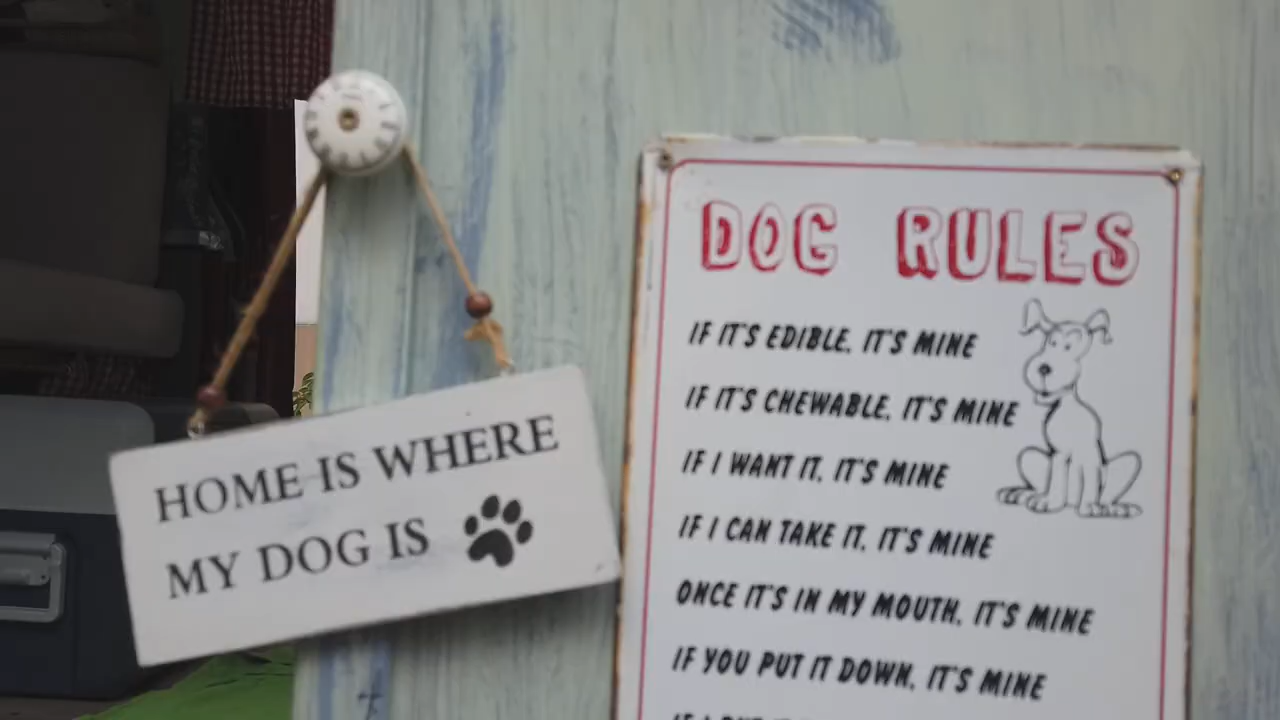 HOME IS WHERE
MY DOG IS
DOG RULES
IF IT'S EDIBLE, IT'S MINE
IF IT'S CHEWABLE, IT'S MINE
IF I WANT IT, IT'S MINE
IF I CAN TAKE IT, IT'S MINE
ONCE IT'S IN MY MOUTH, IT'S MINE
IF YOU PUT IT DOWN, IT'S MINE